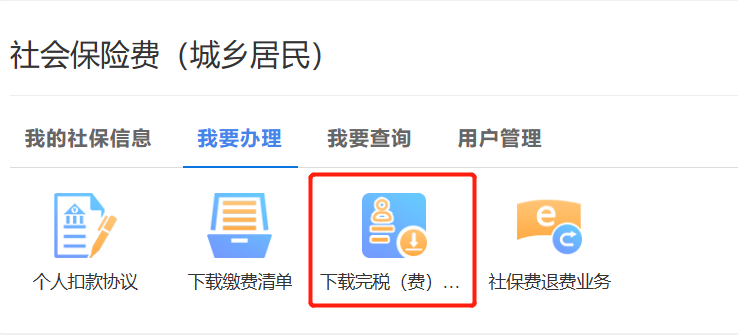 社会保险费（城乡居民）
我的社保信息 我要办理 我要查询 用户管理
e
个人扣款协议 下载缴费清单 下载完税（费）... 社保费退费业务